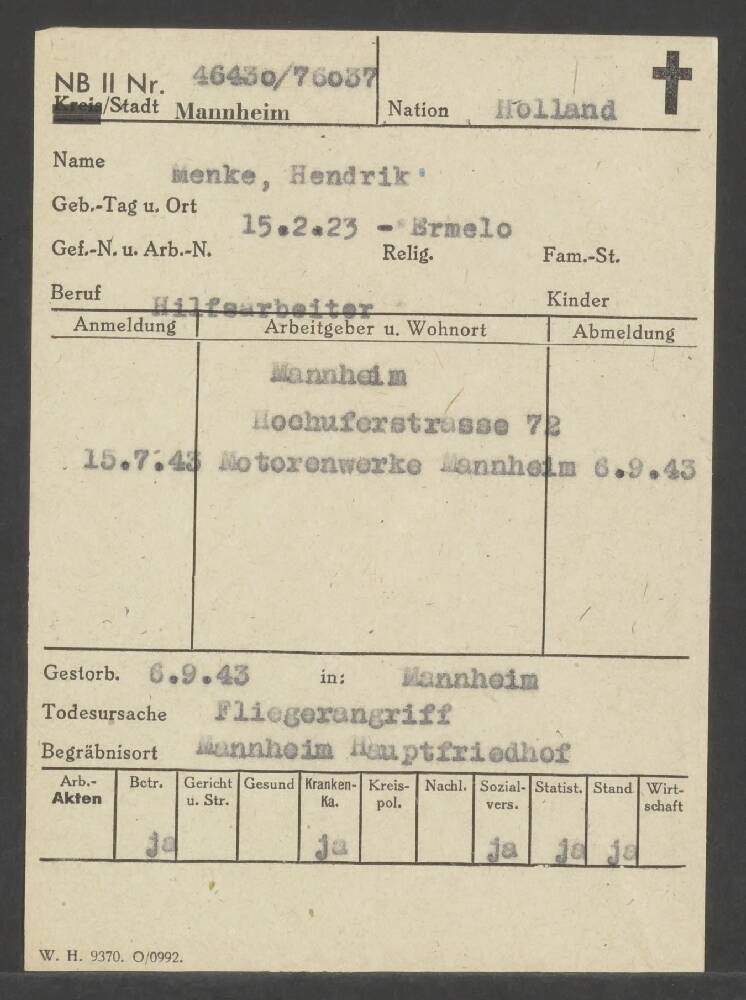 NB II Nr. 46430/76037
Kreis/Stadt Mannheim
Nation Holland
Name Menke, Hendrik
Geb.-Tag u. Ort 15.2.23 - Ermelo
Gef.-N. u. Arb.-N. Relig. Fam.-St.
Beruf Hilfsarbeiter Kinder
Anmeldung Arbeitgeber u. Wohnort Abmeldung
Mannheim
Hochuferstrasse 72
15.7.43 Motorenwerke Mannheim 6.9.43
Gestorb. 6.9.43 in: Mannheim
Todesursache Fliegerangriff
Begräbnisort Mannheim Hauptfriedhof
Arb.- Betr. Gericht Gesund Kranken- Kreis- Nachl. Sozial- Statist. Stand Wirt-
Akten u. Str. Ka. pol. vers. schaft
ja ja ja ja ja
W. H. 9370. O/0992.